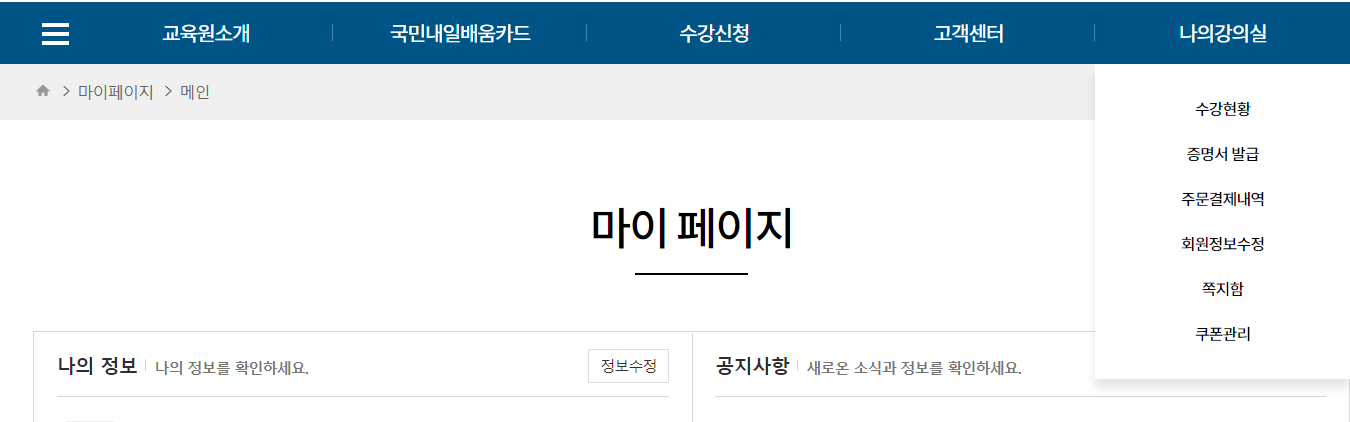 교육원소개 국민내일배움카드 수강신청 고객센터 나의강의실
> 마이페이지 > 메인
수강현황
증명서 발급
주문결제내역
회원정보수정
쪽지함
쿠폰관리
마이 페이지
나의 정보 나의 정보를 확인하세요. 정보수정
공지사항 새로온 소식과 정보를 확인하세요.